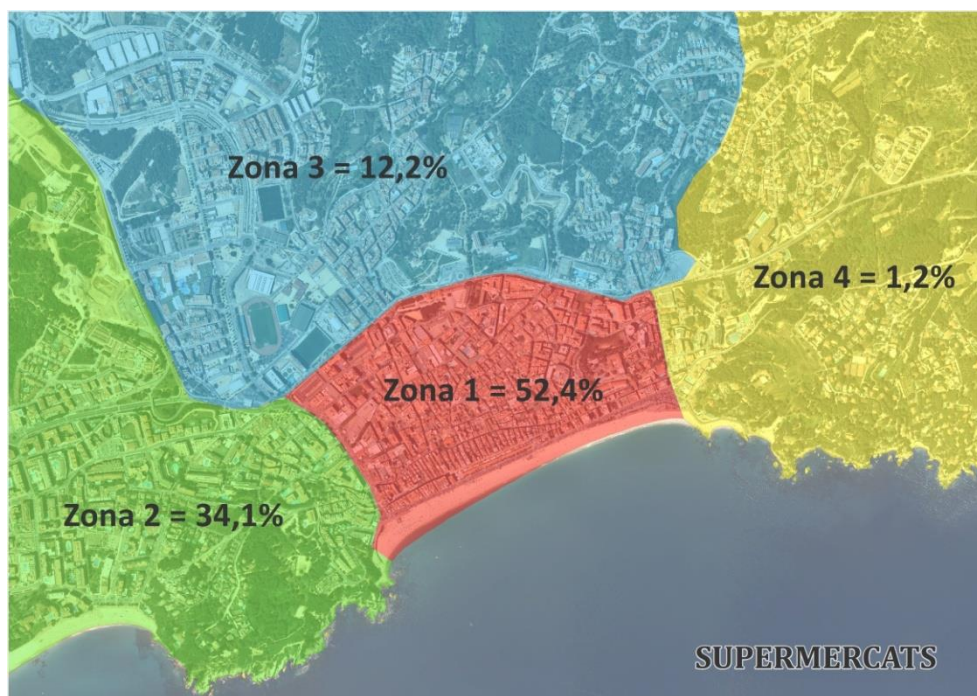 Zona 3 = 12,2%
Zona 4 = 1,2%
Zona 1 = 52,4%
Zona 2 = 34,1%
SUPERMERCATS